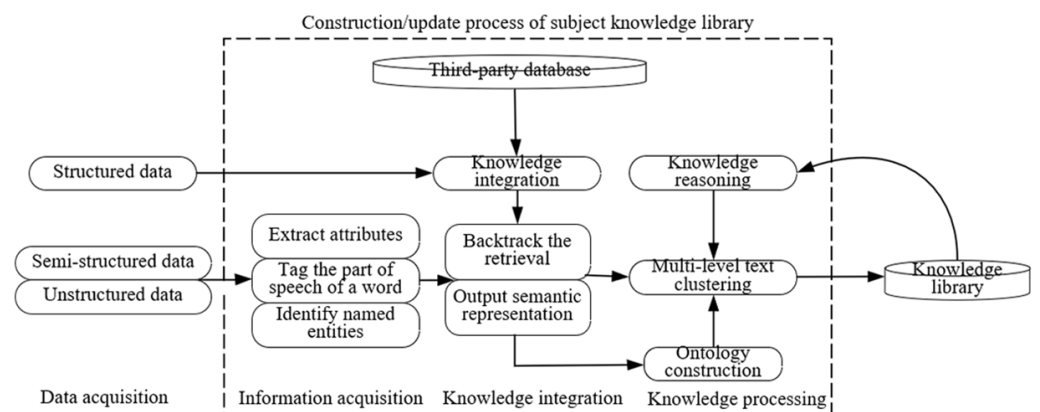 Construction/update process of subject knowledge library
Third-party database
Structured data
Knowledge
integration
Knowledge
reasoning
Semi-structured data
Unstructured data
Extract attributes
Tag the part of
speech of a word
Identify named
entities
Backtrack the
retrieval
Output semantic
representation
Multi-level text
clustering
Knowledge
library
Ontology
construction
Data acquisition
Information acquisition
Knowledge integration
Knowledge processing